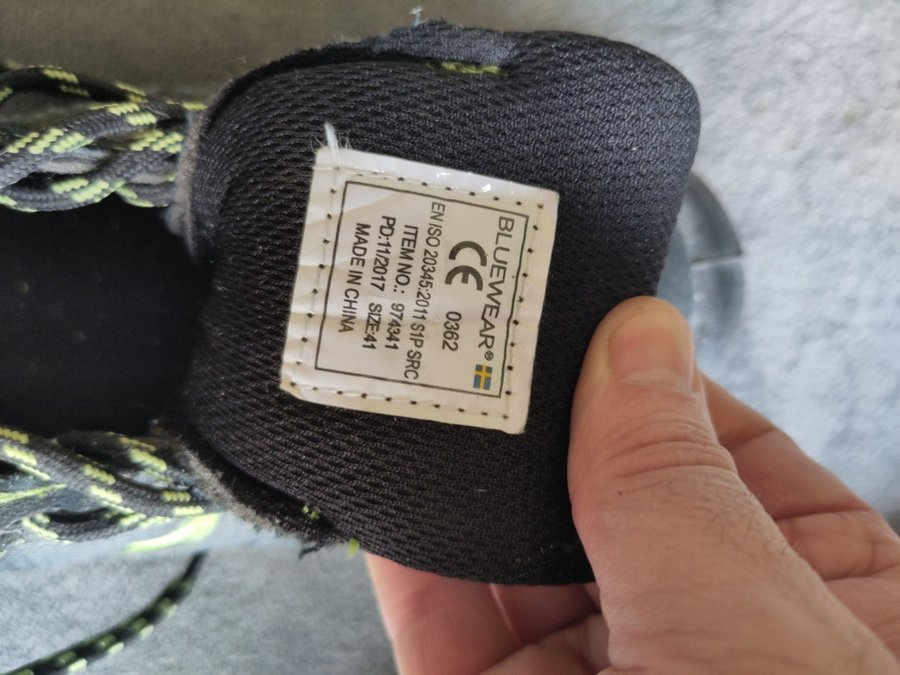 BLUEWEAR®
CE 0362
EN ISO 20345:2011 S1P SRC
ITEM NO.: 974341
PD:11/2017 SIZE:41
MADE IN CHINA